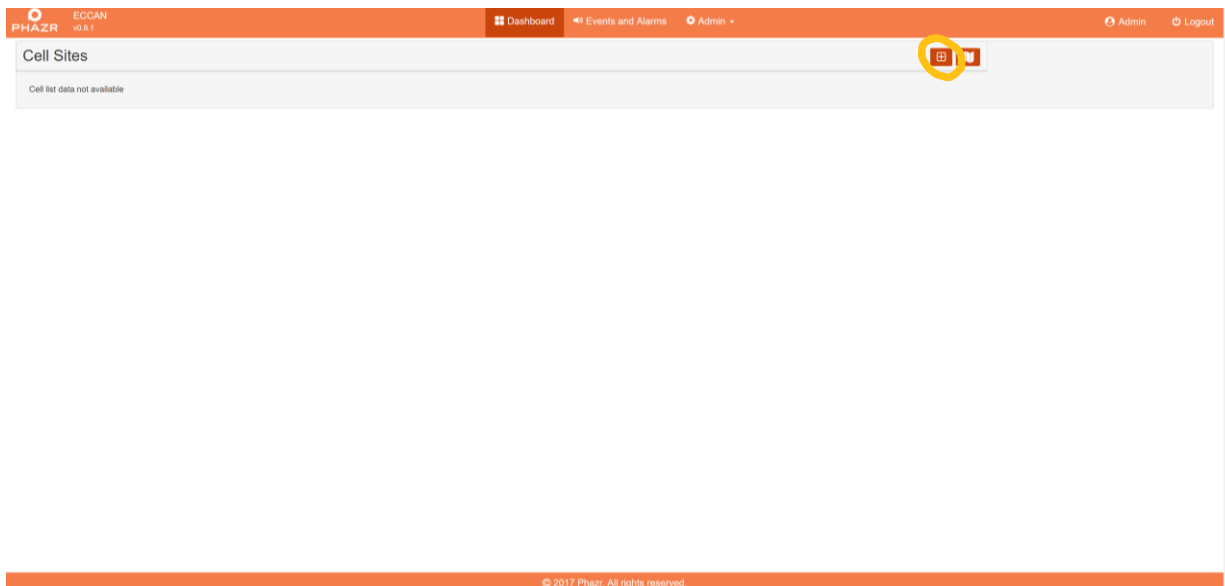 PHAZR
ECCAN
v0.8.1
Dashboard
Events and Alarms
Admin
Admin
Logout
Cell Sites
Cell list data not available
© 2017 Phazr. All rights reserved.